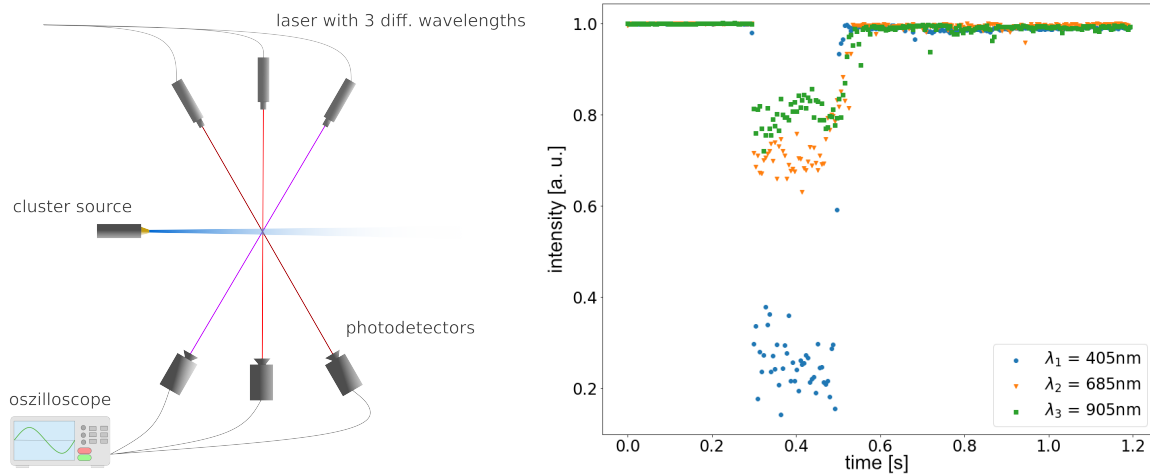 laser with 3 diff. wavelengths
cluster source
photodetectors
oszilloscope
intensity [a. u.]
1.0
0.8
0.6
0.4
0.2
λ₁ = 405nm
λ₂ = 685nm
λ₃ = 905nm
0.0 0.2 0.4 0.6 0.8 1.0 1.2
time [s]